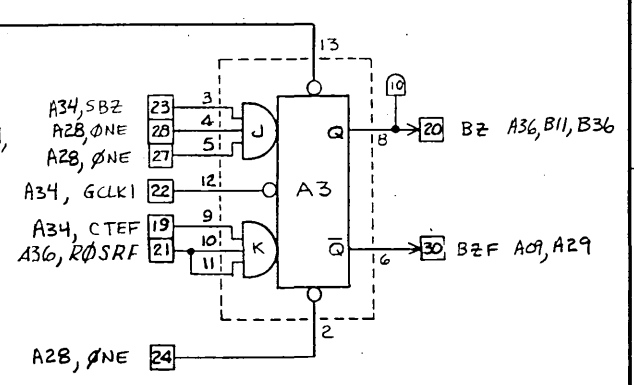 13
A34, SBZ 23 3
A28, ØNE 28 4 J Q 8 10 20 BZ A36, B11, B36
A28, ØNE 27 5
A34, GCLK1 22 12 A3
A34, CTEF 19 9
A36, RØSRF 21 10 K Q̅ 6 30 BZF A09, A29
11
2
A28, ØNE 24